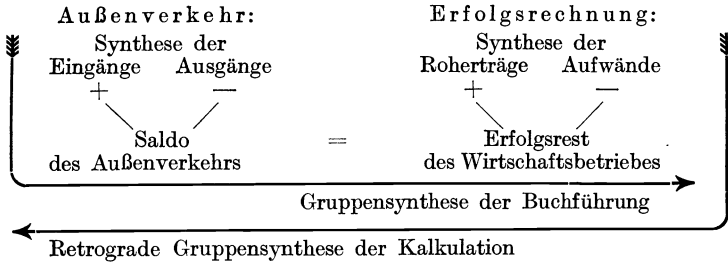 Außenverkehr: Erfolgsrechnung:
Synthese der Synthese der
Eingänge Ausgänge Roherträge Aufwände
+ — + —
Saldo = Erfolgsrest
des Außenverkehrs des Wirtschaftsbetriebes
Gruppensynthese der Buchführung
Retrograde Gruppensynthese der Kalkulation